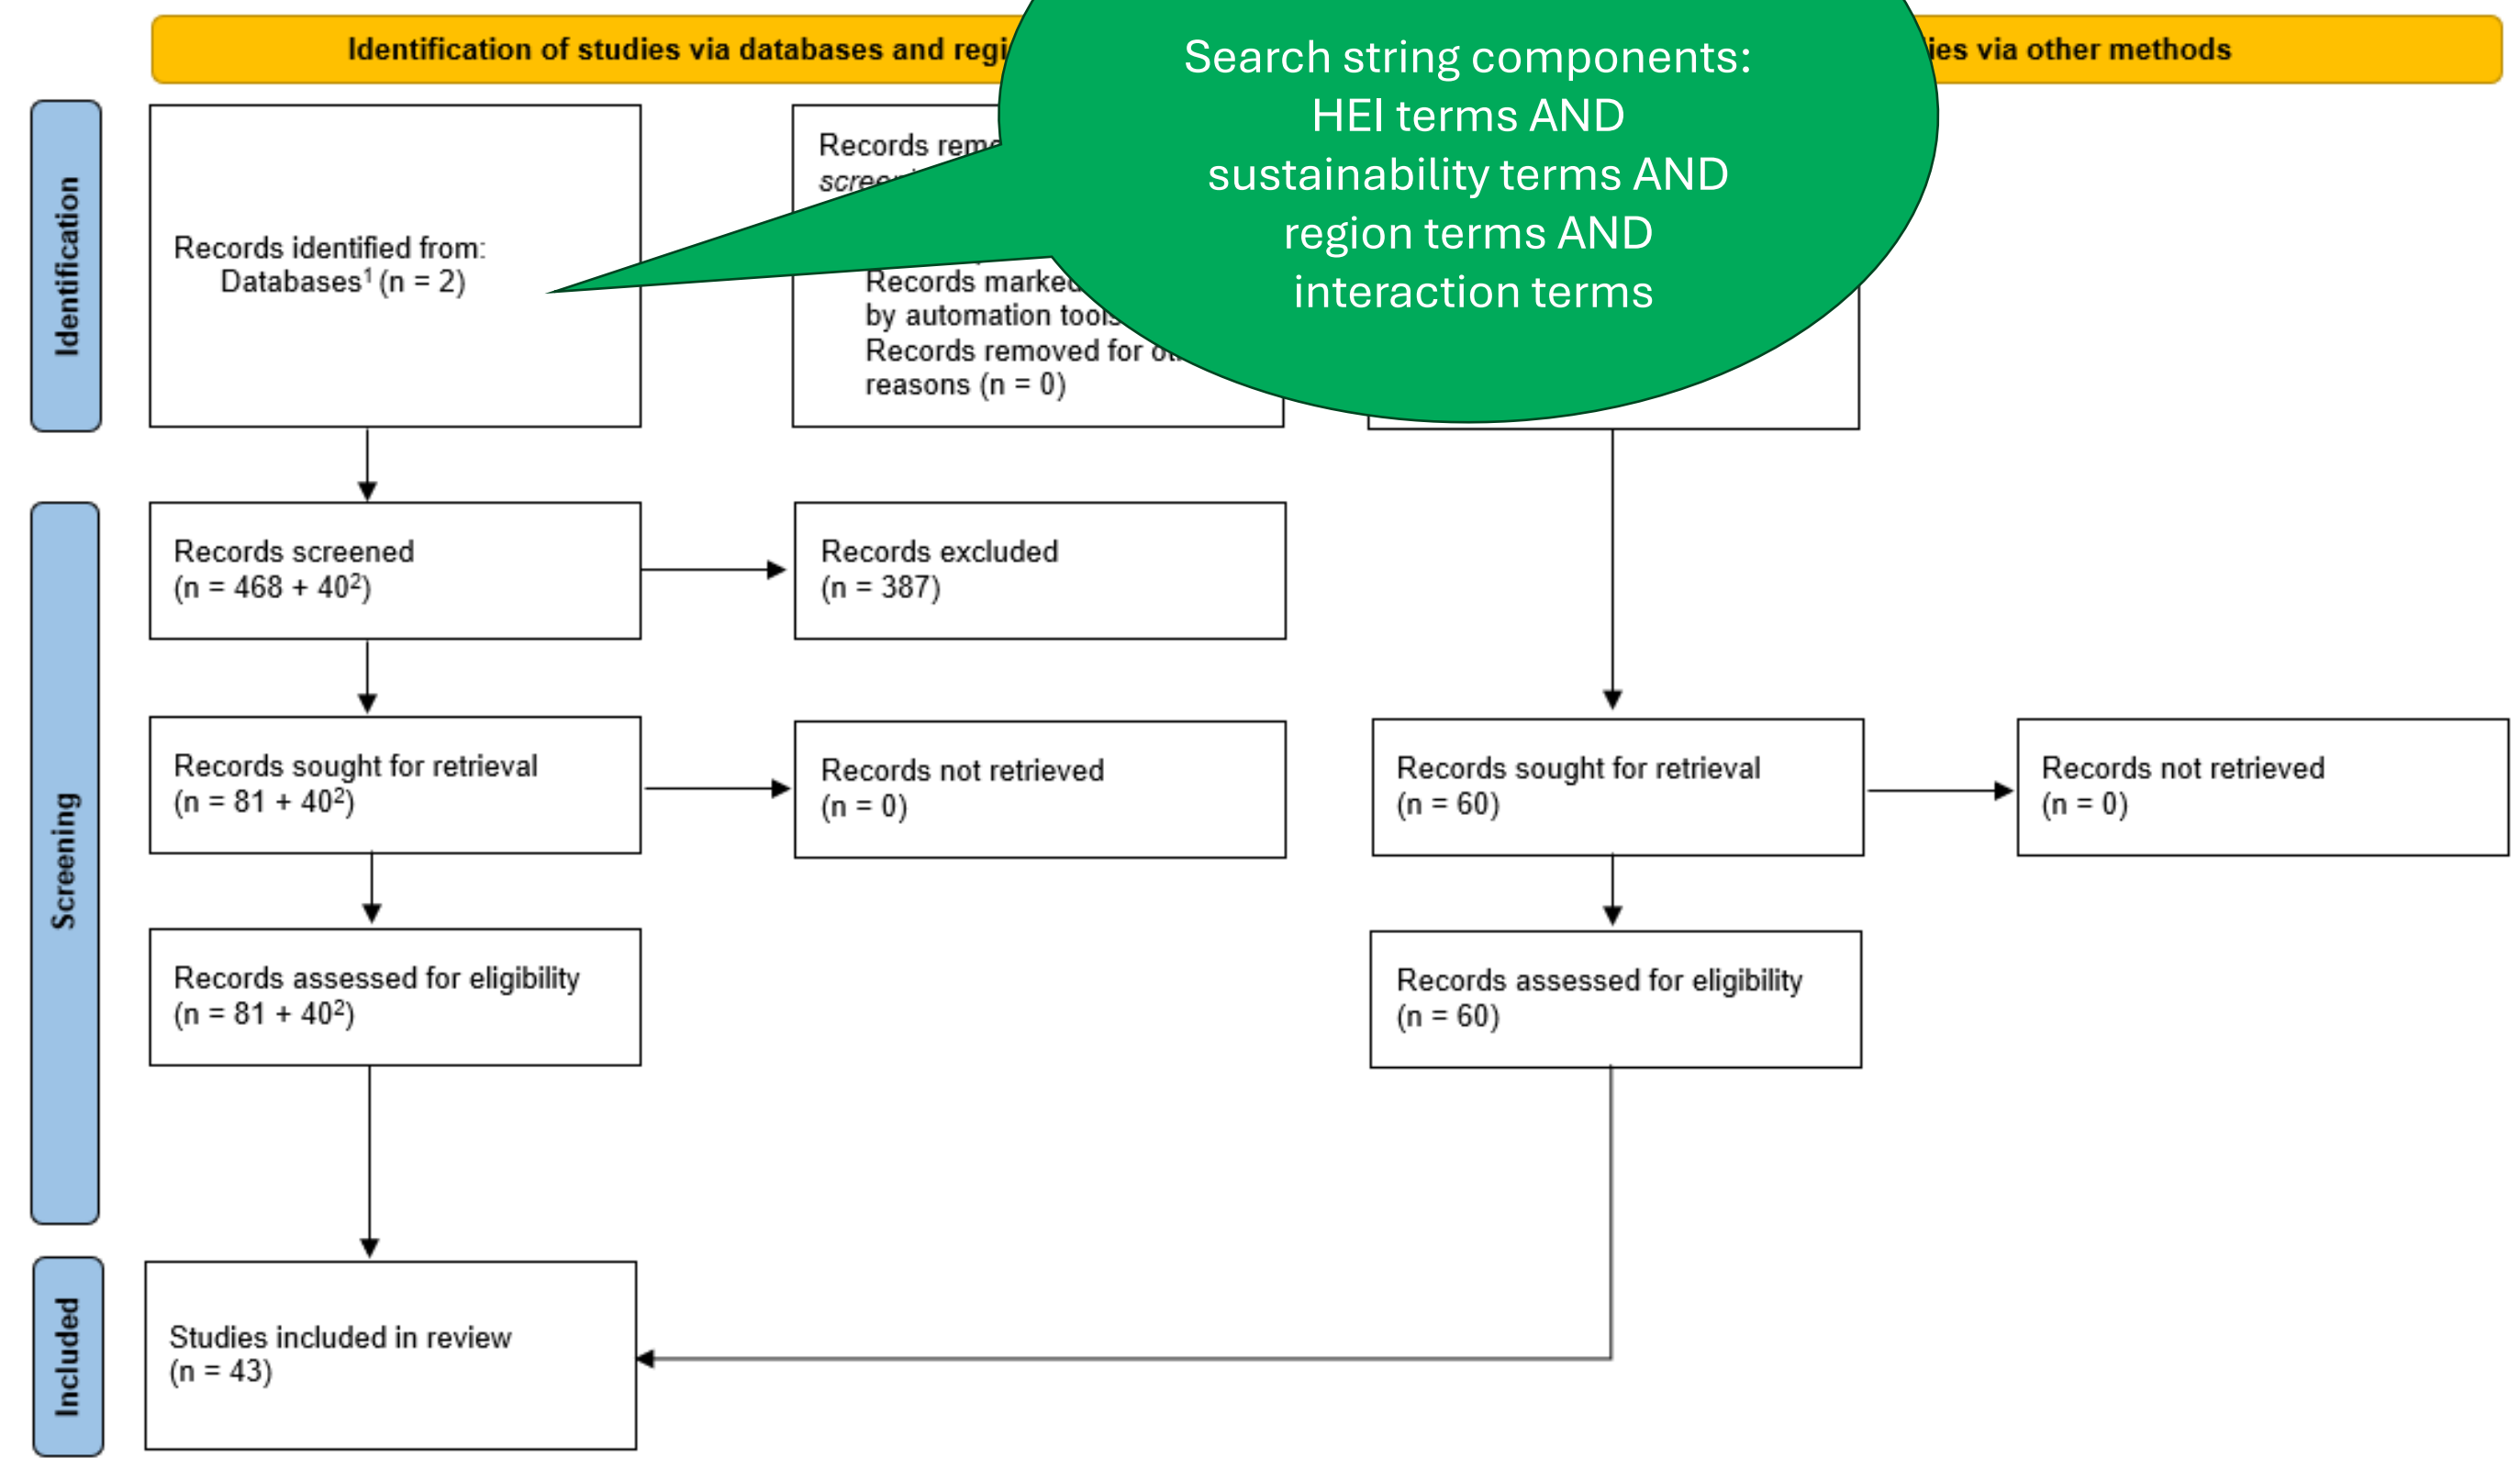 Identification of studies via databases and
via other methods
Search string components:
HEI terms AND
sustainability terms AND
region terms AND
interaction terms
Identification
Records identified from:
Databases¹ (n = 2)
Records
Records marked
by automation tools
Records removed for
reasons (n = 0)
Screening
Records screened
(n = 468 + 40²)
Records excluded
(n = 387)
Records sought for retrieval
(n = 81 + 40²)
Records not retrieved
(n = 0)
Records sought for retrieval
(n = 60)
Records not retrieved
(n = 0)
Records assessed for eligibility
(n = 81 + 40²)
Records assessed for eligibility
(n = 60)
Included
Studies included in review
(n = 43)